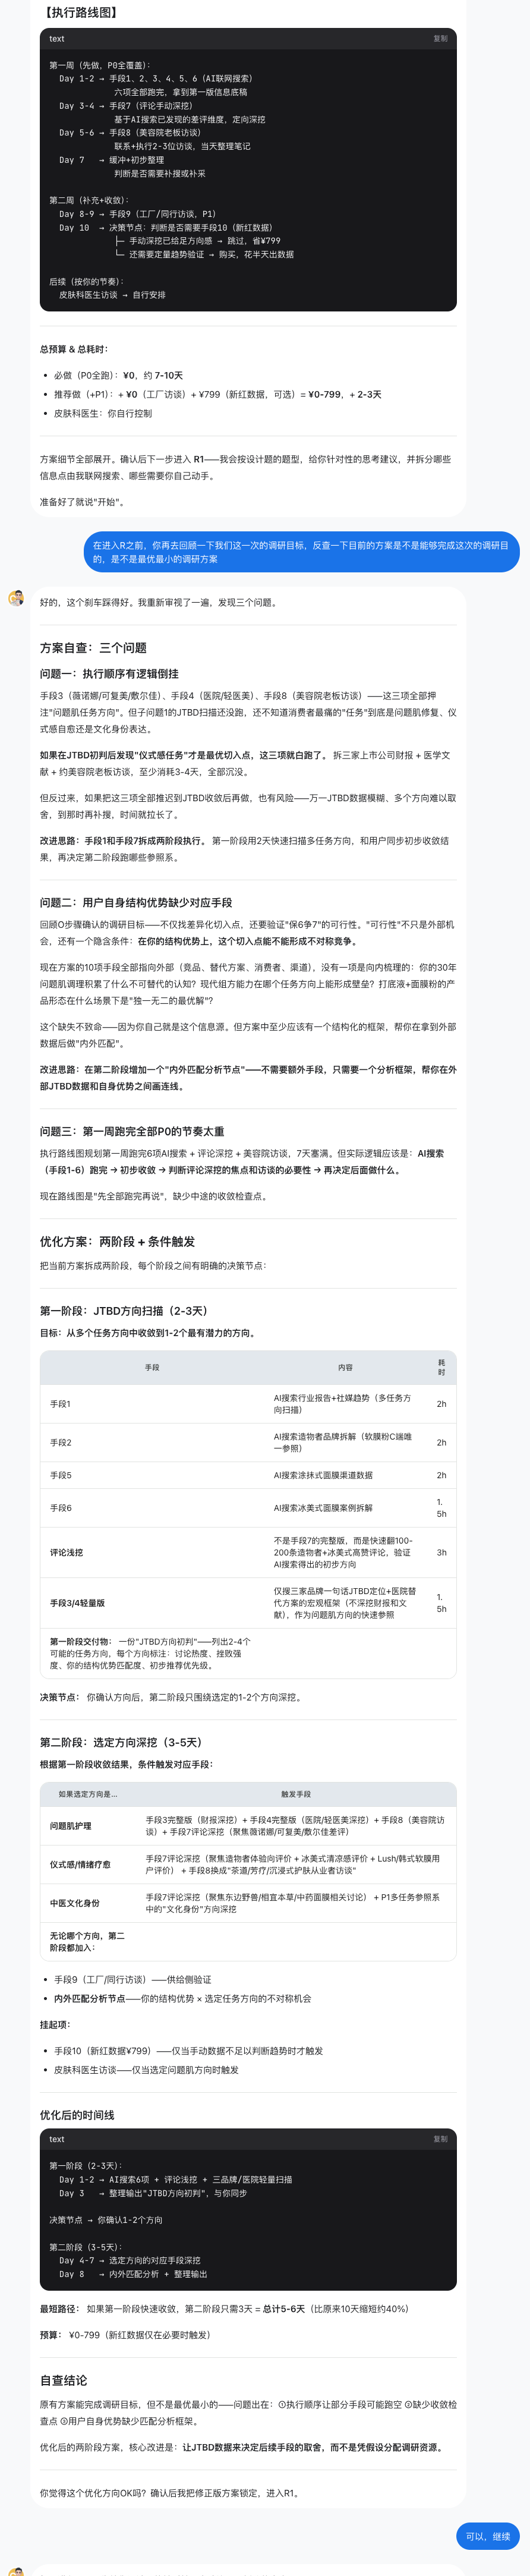 【执行路线图】
text
复制
第一周（先做，P0全覆盖）：
Day 1-2 → 手段1、2、3、4、5、6（AI联网搜索）
六项全部跑完，拿到第一版信息底稿
Day 3-4 → 手段7（评论手动深挖）
基于AI搜索已发现的差评维度，定向深挖
Day 5-6 → 手段8（美容院老板访谈）
联系+执行2-3位访谈，当天整理笔记
Day 7 → 缓冲+初步整理
判断是否需要补搜或补采
第二周（补充+收敛）：
Day 8-9 → 手段9（工厂/同行访谈，P1）
Day 10 → 决策节点：判断是否需要手段10（新红数据）
├─ 手动深挖已给足方向感 → 跳过，省¥799
└─ 还需要定量趋势验证 → 购买，花半天出数据
后续（按你的节奏）：
皮肤科医生访谈 → 自行安排
总预算 & 总耗时：
• 必做（P0全跑）：¥0，约 7-10天
• 推荐做（+P1）：+ ¥0（工厂访谈）+ ¥799（新红数据，可选）= ¥0-799，+ 2-3天
• 皮肤科医生：你自行控制
方案细节全部展开。确认后下一步进入 R1——我会按设计题的题型，给你针对性的思考建议，并拆分哪些
信息点由我联网搜索、哪些需要你自己动手。
准备好了就说"开始"。
在进入R之前，你再去回顾一下我们这一次的调研目标，反查一下目前的方案是不是能够完成这次的调研目
的，是不是最优最小的调研方案
好的，这个刹车踩得好。我重新审视了一遍，发现三个问题。
方案自查：三个问题
问题一：执行顺序有逻辑倒挂
手段3（薇诺娜/可复美/敷尔佳）、手段4（医院/轻医美）、手段8（美容院老板访谈）——这三项全部押
注"问题肌任务方向"。但子问题1的JTBD扫描还没跑，还不知道消费者最痛的"任务"到底是问题肌修复、仪
式感自愈还是文化身份表达。
如果在JTBD初判后发现"仪式感任务"才是最优切入点，这三项就白跑了。 拆三家上市公司财报 + 医学文
献 + 约美容院老板访谈，至少消耗3-4天，全部沉没。
但反过来，如果把这三项全部推迟到JTBD收敛后再做，也有风险——万一JTBD数据模糊、多个方向难以取
舍，到那时再补搜，时间就拉长了。
改进思路：手段1和手段7拆成两阶段执行。 第一阶段用2天快速扫描多任务方向，和用户同步初步收敛结
果，再决定第二阶段跑哪些参照系。
问题二：用户自身结构优势缺少对应手段
回顾O步骤确认的调研目标——不仅找差异化切入点，还要验证"保6争7"的可行性。"可行性"不只是外部机
会，还有一个隐含条件：在你的结构优势上，这个切入点能不能形成不对称竞争。
现在方案的10项手段全部指向外部（竞品、替代方案、消费者、渠道），没有一项是向内梳理的：你的30年
问题肌调理积累了什么不可替代的认知？现代组方能力在哪个任务方向上能形成壁垒？打底液+面膜粉的产
品形态在什么场景下是"独一无二的最优解"？
这个缺失不致命——因为你自己就是这个信息源。但方案中至少应该有一个结构化的框架，帮你在拿到外部
数据后做"内外匹配"。
改进思路：在第二阶段增加一个"内外匹配分析节点"——不需要额外手段，只需要一个分析框架，帮你在外
部JTBD数据和自身优势之间画连线。
问题三：第一周跑完全部P0的节奏太重
执行路线图规划第一周跑完6项AI搜索 + 评论深挖 + 美容院访谈，7天塞满。但实际逻辑应该是：AI搜索
（手段1-6）跑完 → 初步收敛 → 判断评论深挖的焦点和访谈的必要性 → 再决定后面做什么。
现在路线图是"先全部跑完再说"，缺少中途的收敛检查点。
优化方案：两阶段 + 条件触发
把当前方案拆成两阶段，每个阶段之间有明确的决策节点：
第一阶段：JTBD方向扫描（2-3天）
目标：从多个任务方向中收敛到1-2个最有潜力的方向。
手段
内容
耗
时
手段1
AI搜索行业报告+社媒趋势（多任务方
向扫描）
2h
手段2
AI搜索造物者品牌拆解（软膜粉C端唯
一参照）
2h
手段5
AI搜索涂抹式面膜渠道数据
2h
手段6
AI搜索冰美式面膜案例拆解
1.
5h
评论浅挖
不是手段7的完整版，而是快速翻100-
200条造物者+冰美式高赞评论，验证
AI搜索得出的初步方向
3h
手段3/4轻量版
仅搜三家品牌一句话JTBD定位+医院替
代方案的宏观框架（不深挖财报和文
献），作为问题肌方向的快速参照
1.
5h
第一阶段交付物： 一份"JTBD方向初判"——列出2-4个
可能的任务方向，每个方向标注：讨论热度、挫败强
度、你的结构优势匹配度、初步推荐优先级。
决策节点： 你确认方向后，第二阶段只围绕选定的1-2个方向深挖。
第二阶段：选定方向深挖（3-5天）
根据第一阶段收敛结果，条件触发对应手段：
如果选定方向是...
触发手段
问题肌护理
手段3完整版（财报深挖）+ 手段4完整版（医院/轻医美深挖）+ 手段8（美容院访
谈）+ 手段7评论深挖（聚焦薇诺娜/可复美/敷尔佳差评）
仪式感/情绪疗愈
手段7评论深挖（聚焦造物者体验向评价 + 冰美式清凉感评价 + Lush/韩式软膜用
户评价） + 手段8换成"茶道/芳疗/沉浸式护肤从业者访谈"
中医文化身份
手段7评论深挖（聚焦东边野兽/相宜本草/中药面膜相关讨论） + P1多任务参照系
中的"文化身份"方向深挖
无论哪个方向，第二
阶段都加入：
• 手段9（工厂/同行访谈）——供给侧验证
• 内外匹配分析节点——你的结构优势 × 选定任务方向的不对称机会
挂起项：
• 手段10（新红数据¥799）——仅当手动数据不足以判断趋势时才触发
• 皮肤科医生访谈——仅当选定问题肌方向时触发
优化后的时间线
text
复制
第一阶段（2-3天）：
Day 1-2 → AI搜索6项 + 评论浅挖 + 三品牌/医院轻量扫描
Day 3 → 整理输出"JTBD方向初判"，与你同步
决策节点 → 你确认1-2个方向
第二阶段（3-5天）：
Day 4-7 → 选定方向的对应手段深挖
Day 8 → 内外匹配分析 + 整理输出
最短路径： 如果第一阶段快速收敛，第二阶段只需3天 = 总计5-6天（比原来10天缩短约40%）
预算： ¥0-799（新红数据仅在必要时触发）
自查结论
原有方案能完成调研目标，但不是最优最小的——问题出在：①执行顺序让部分手段可能跑空 ②缺少收敛检
查点 ③用户自身优势缺少匹配分析框架。
优化后的两阶段方案，核心改进是：让JTBD数据来决定后续手段的取舍，而不是凭假设分配调研资源。
你觉得这个优化方向OK吗？确认后我把修正版方案锁定，进入R1。
可以，继续